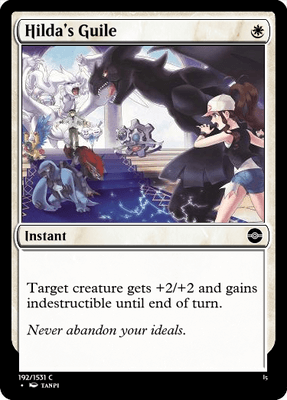 Hilda's Guile
Instant
Target creature gets +2/+2 and gains
indestructible until end of turn.
Never abandon your ideals.
192/1531 C
ls
TANPI